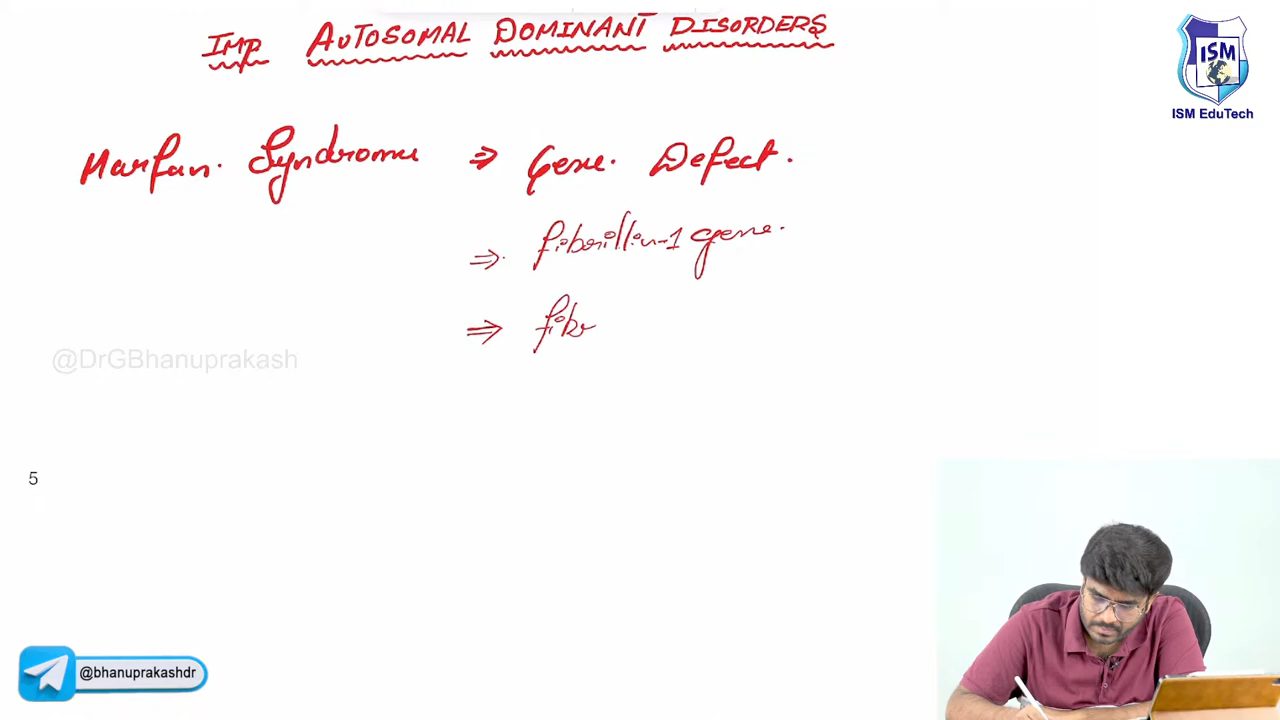 IMP AUTOSOMAL DOMINANT DISORDERS
ISM
ISM EduTech
Marfan. Syndrome ⇒ Gene. Defect.
⇒ fibrillin-1 gene.
⇒ fibr
@DrGBhanuprakash
5
@bhanuprakashdr